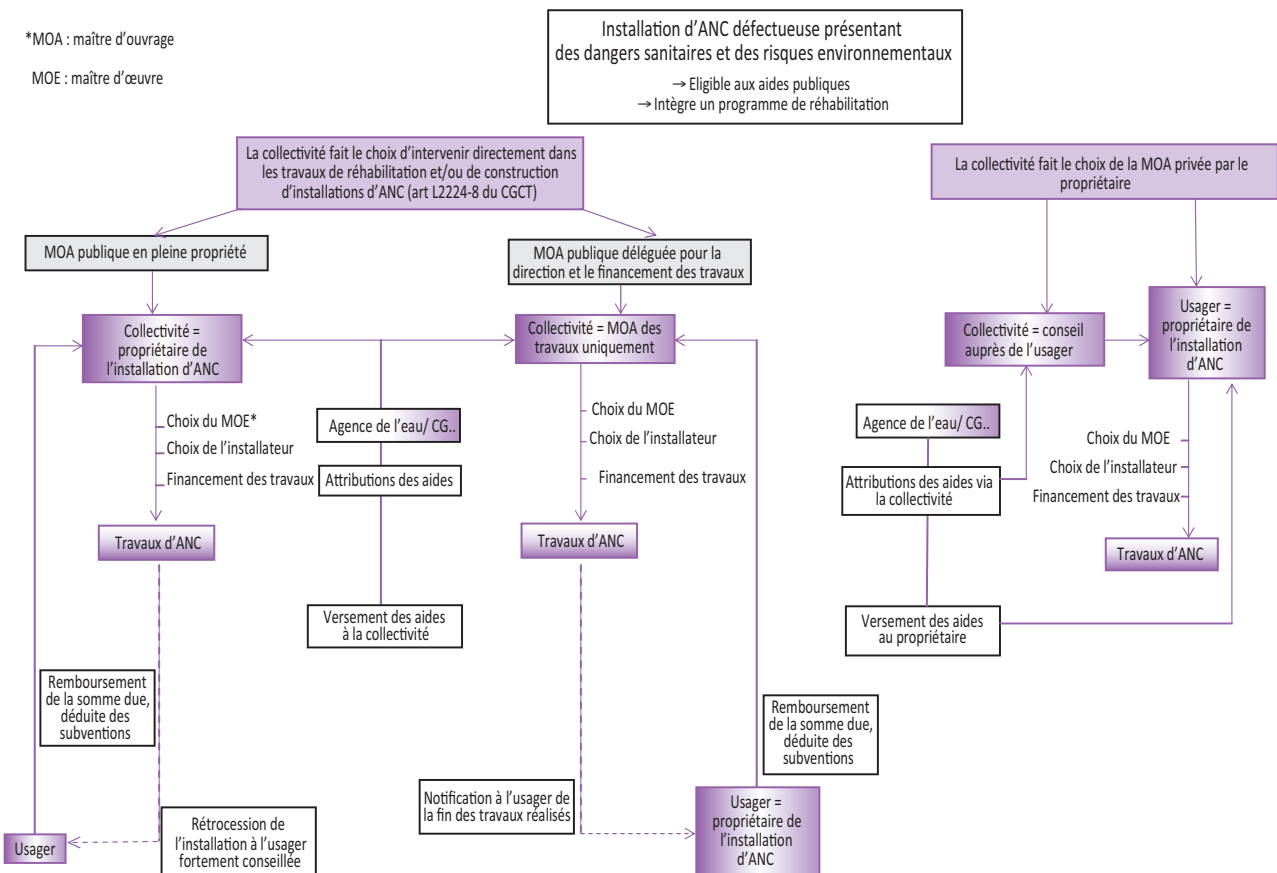 *MOA : maître d'ouvrage
MOE : maître d'œuvre
Installation d'ANC défectueuse présentant
des dangers sanitaires et des risques environnementaux
→ Eligible aux aides publiques
→ Intègre un programme de réhabilitation
La collectivité fait le choix d'intervenir directement dans
les travaux de réhabilitation et/ou de construction
d'installations d'ANC (art L2224-8 du CGCT)
La collectivité fait le choix de la MOA privée par le
propriétaire
MOA publique en pleine propriété
MOA publique déléguée pour la
direction et le financement des travaux
Collectivité =
propriétaire de
l'installation d'ANC
Choix du MOE*
Choix de l'installateur
Financement des travaux
Travaux d'ANC
Remboursement
de la somme due,
déduite des
subventions
Usager
Rétrocession de
l'installation à l'usager
fortement conseillée
Agence de l'eau/ CG..
Attributions des aides
Versement des aides
à la collectivité
Collectivité = MOA des
travaux uniquement
Choix du MOE
Choix de l'installateur
Financement des travaux
Travaux d'ANC
Notification à l'usager de
la fin des travaux réalisés
Remboursement
de la somme due,
déduite des
subventions
Usager =
propriétaire de
l'installation
d'ANC
Collectivité = conseil
auprès de l'usager
Usager =
propriétaire de
l'installation
d'ANC
Agence de l'eau/ CG..
Attributions des aides via
la collectivité
Versement des aides
au propriétaire
Choix du MOE
Choix de l'installateur
Financement des travaux
Travaux d'ANC